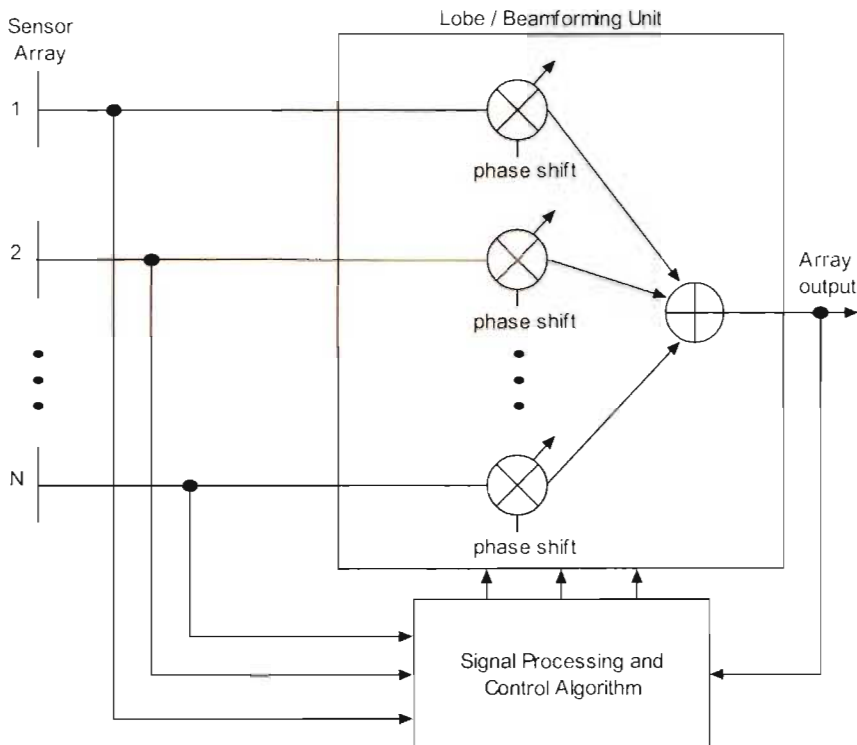 Lobe / Beamforming Unit
Sensor
Array
1
phase shift
2
phase shift
Array
output
N
phase shift
Signal Processing and
Control Algorithm